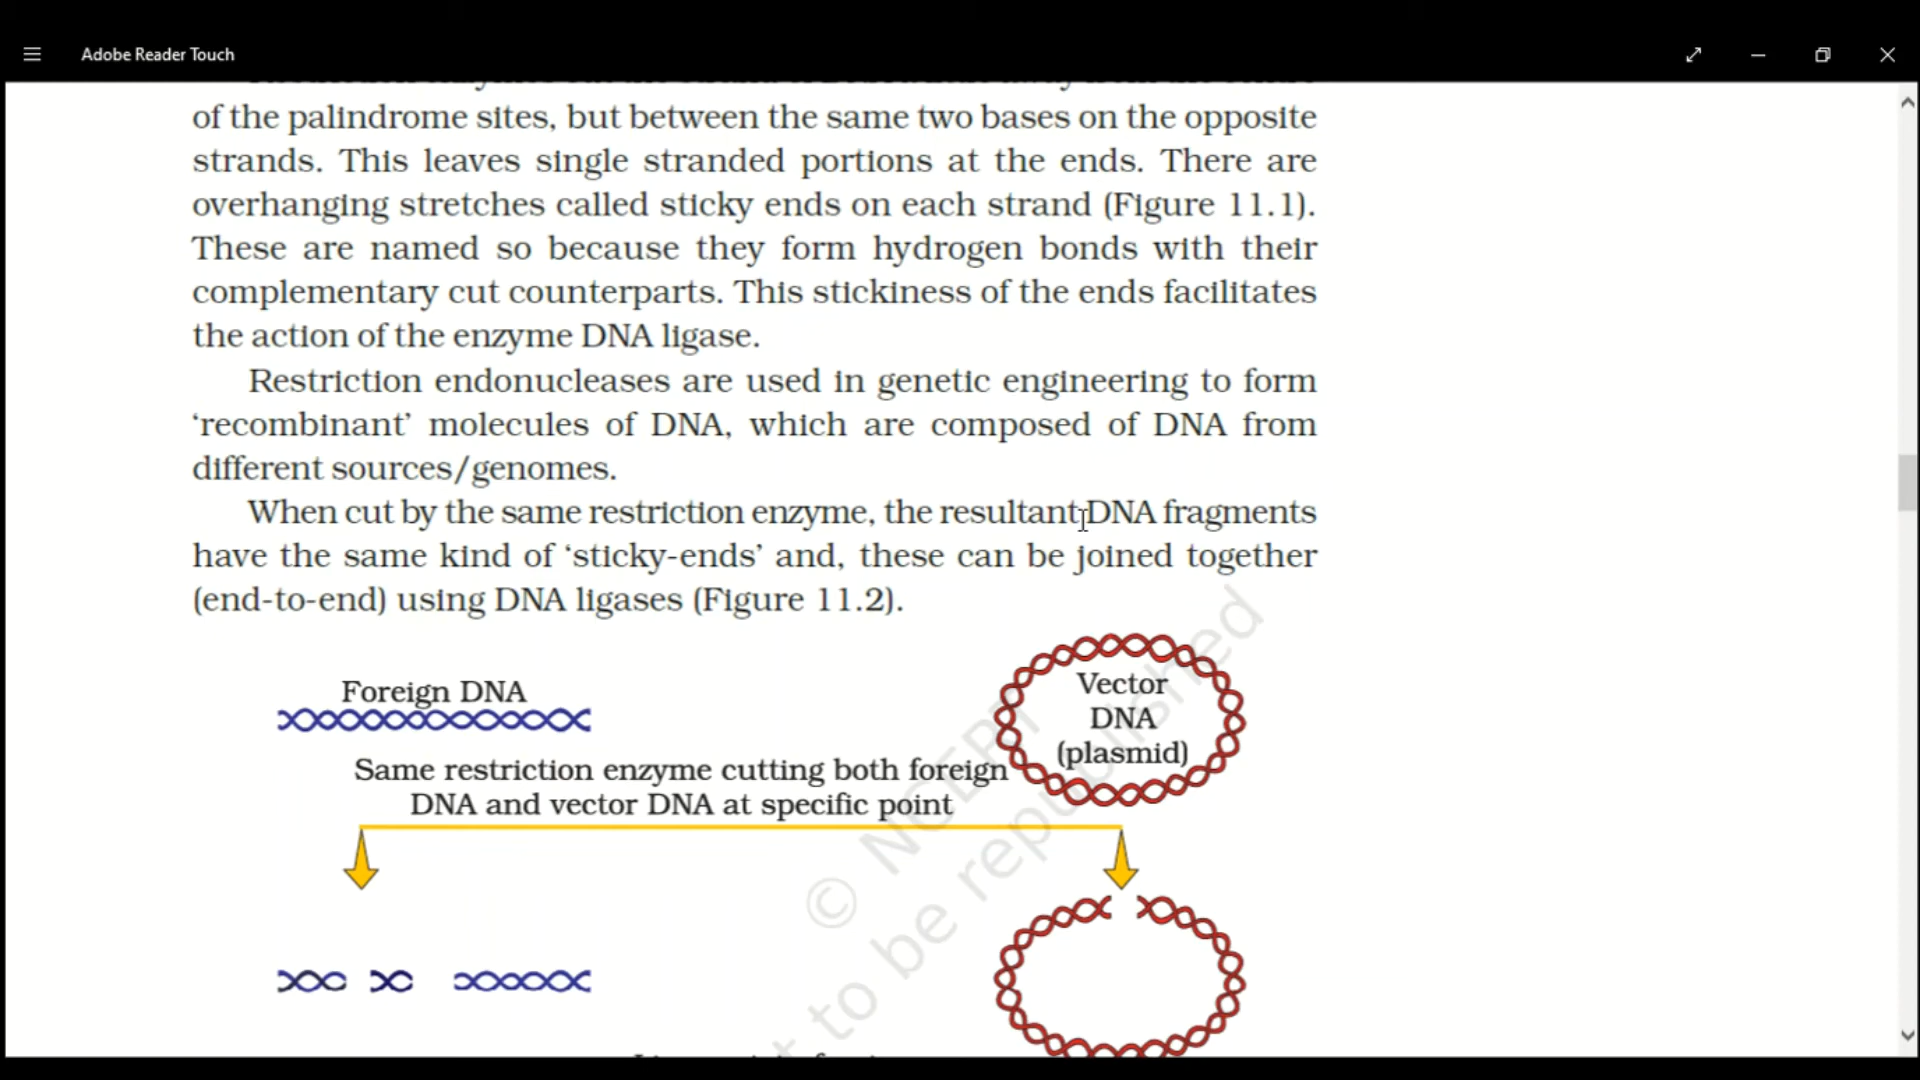 Adobe Reader Touch
of the palindrome sites, but between the same two bases on the opposite
strands. This leaves single stranded portions at the ends. There are
overhanging stretches called sticky ends on each strand (Figure 11.1).
These are named so because they form hydrogen bonds with their
complementary cut counterparts. This stickiness of the ends facilitates
the action of the enzyme DNA ligase.
Restriction endonucleases are used in genetic engineering to form
‘recombinant’ molecules of DNA, which are composed of DNA from
different sources/genomes.
When cut by the same restriction enzyme, the resultant DNA fragments
have the same kind of ‘sticky-ends’ and, these can be joined together
(end-to-end) using DNA ligases (Figure 11.2).
Foreign DNA
Vector
DNA
(plasmid)
Same restriction enzyme cutting both foreign
DNA and vector DNA at specific point
© NCERT
to be republished